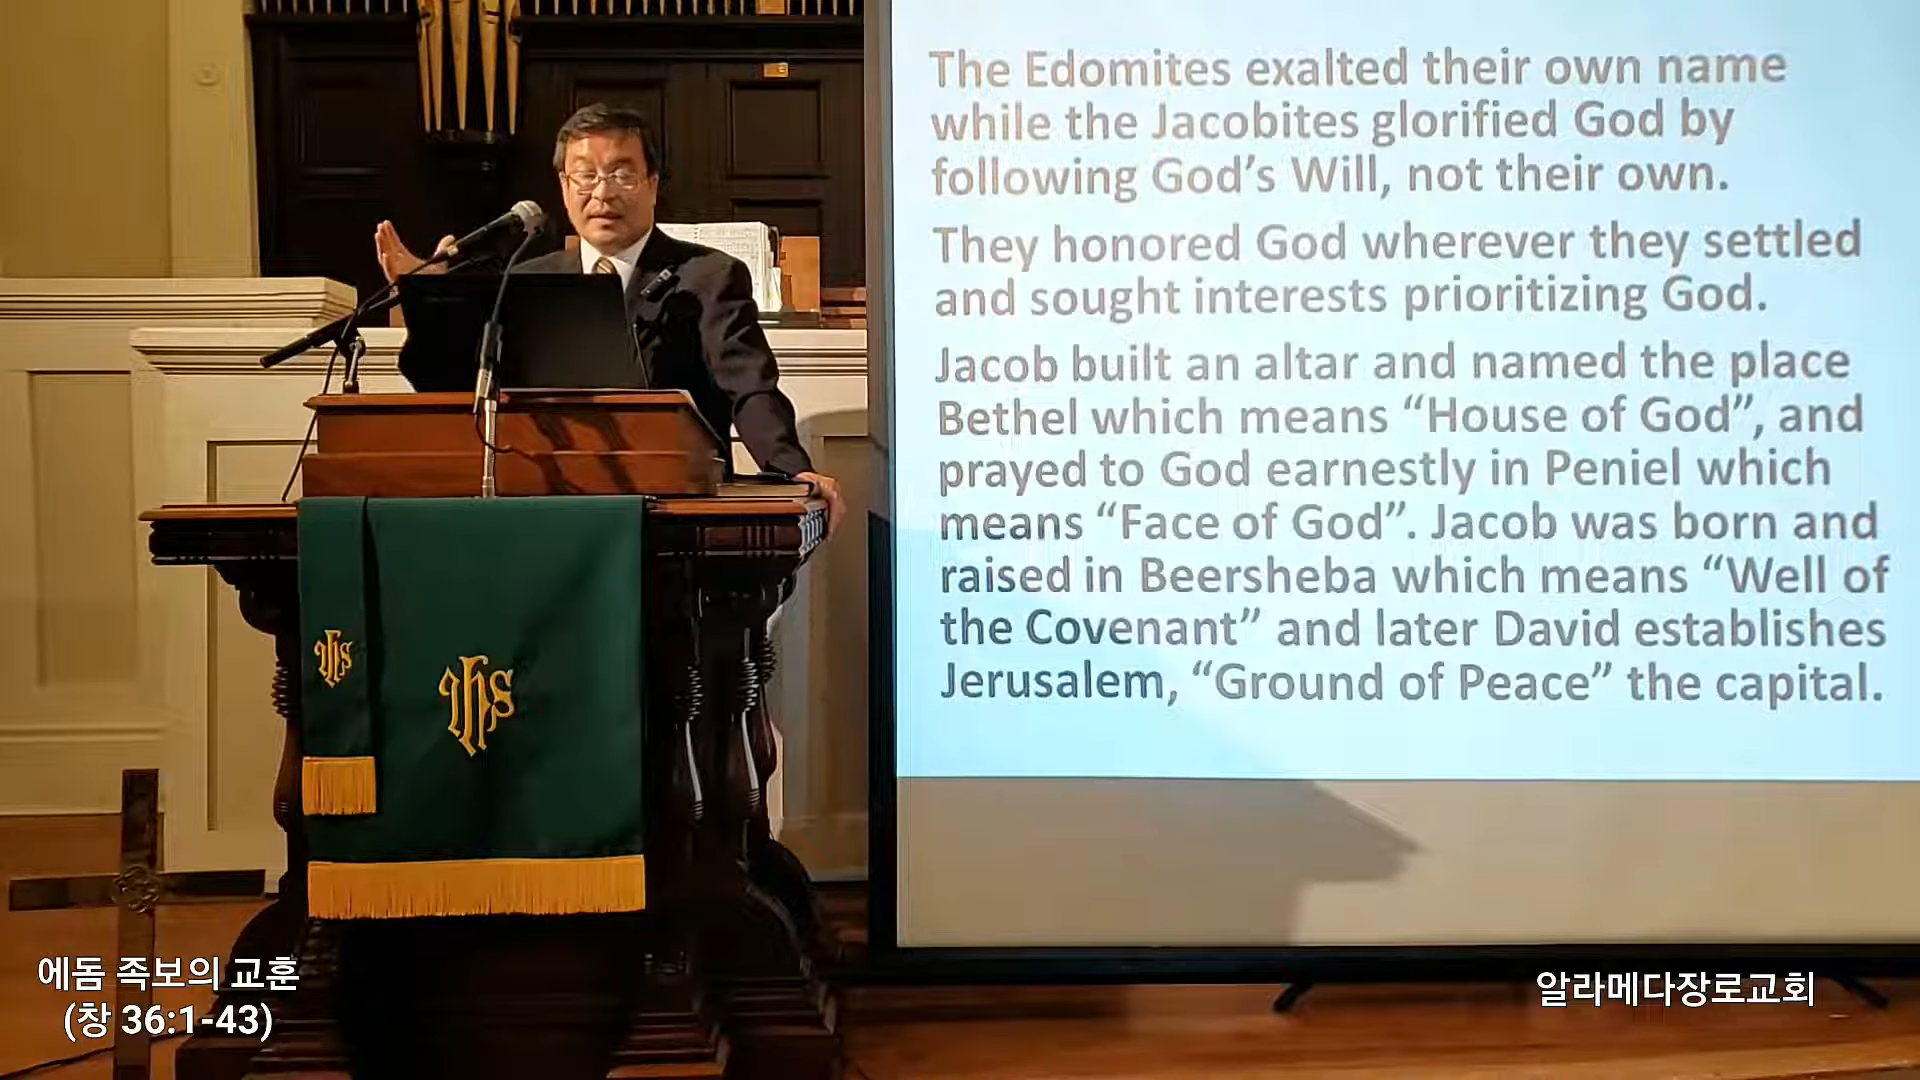 The Edomites exalted their own name
while the Jacobites glorified God by
following God’s Will, not their own.
They honored God wherever they settled
and sought interests prioritizing God.
Jacob built an altar and named the place
Bethel which means “House of God”, and
prayed to God earnestly in Peniel which
means “Face of God”. Jacob was born and
raised in Beersheba which means “Well of
the Covenant” and later David establishes
Jerusalem, “Ground of Peace” the capital.
IHS
IHS
에돔 족보의 교훈
(창 36:1-43)
알라메다장로교회